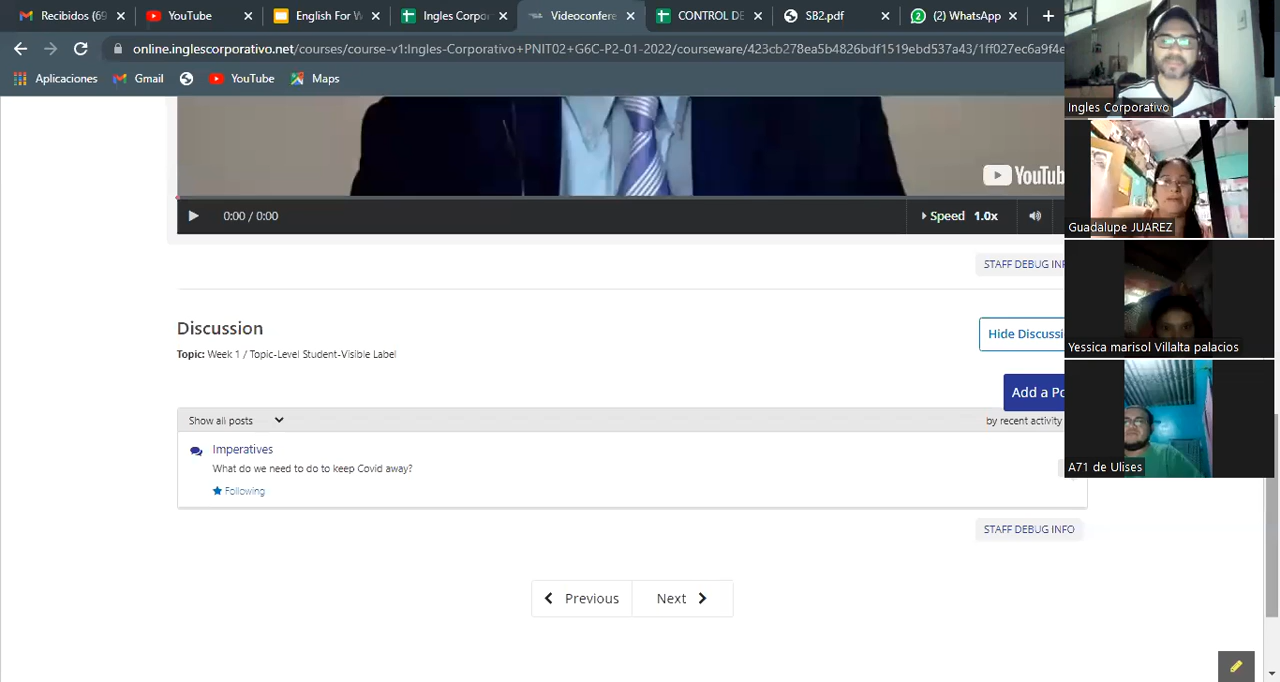 Recibidos (69
YouTube
English For W
Ingles Corpo
Videoconfere
CONTROL DE
SB2.pdf
(2) WhatsApp
online.inglescorporativo.net/courses/course-v1:Ingles-Corporativo+PNIT02+G6C-P2-01-2022/courseware/423cb278ea5b4826bdf1519ebd537a43/1ff027ec6a9f4e
Aplicaciones
Gmail
YouTube
Maps
Ingles Corporativo
YouTub
0:00 / 0:00
Speed 1.0x
Guadalupe JUAREZ
STAFF DEBUG INF
Discussion
Hide Discussi
Topic: Week 1 / Topic-Level Student-Visible Label
Yessica marisol Villalta palacios
Add a Po
Show all posts
by recent activity
Imperatives
What do we need to do to keep Covid away?
A71 de Ulises
Following
STAFF DEBUG INFO
Previous
Next